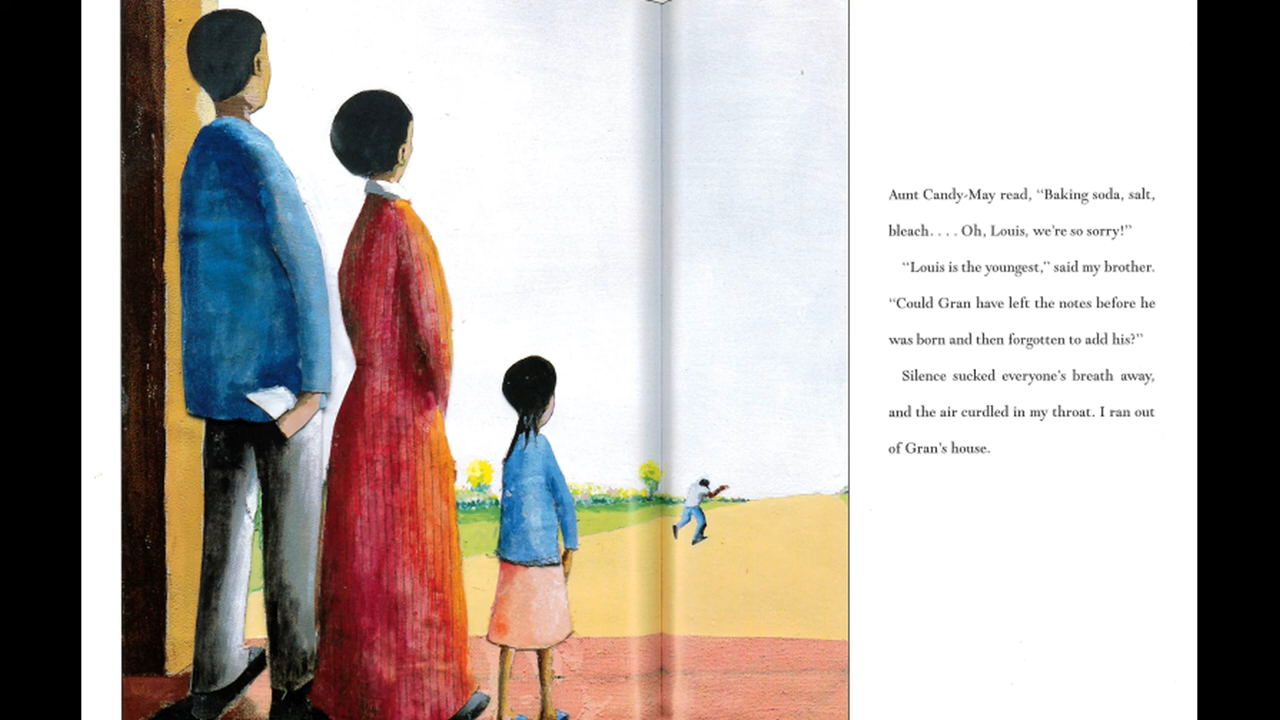 Aunt Candy-May read, “Baking soda, salt,
bleach. . . . Oh, Louis, we’re so sorry!”
“Louis is the youngest,” said my brother.
“Could Gran have left the notes before he
was born and then forgotten to add his?”
Silence sucked everyone’s breath away,
and the air curdled in my throat. I ran out
of Gran’s house.